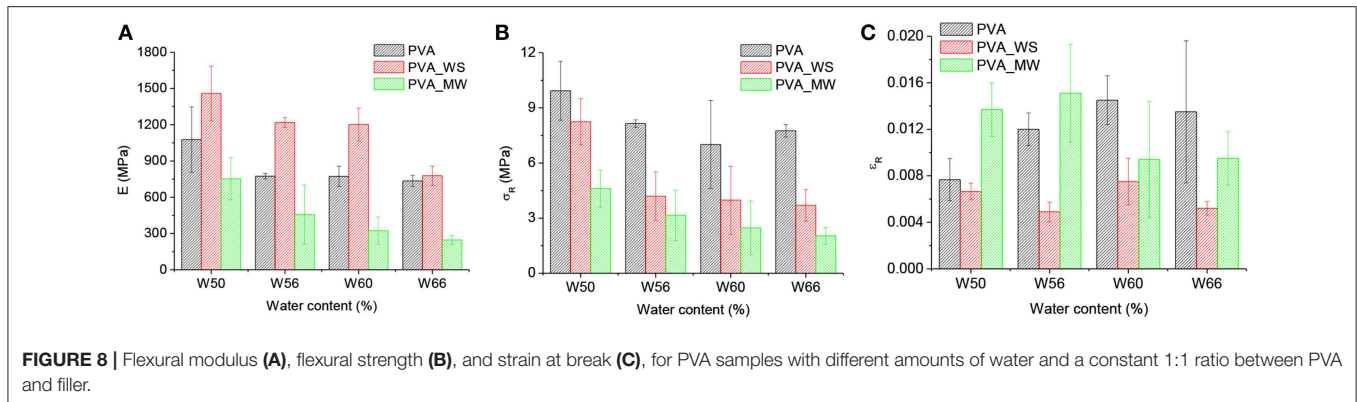 A
1800
1500
1200
900
600
300
0
E (MPa)
PVA
PVA_WS
PVA_MW
W50 W56 W60 W66
Water content (%)
B
12
9
6
3
0
σR (MPa)
PVA
PVA_WS
PVA_MW
W50 W56 W60 W66
Water content (%)
C
0.020
0.016
0.012
0.008
0.004
0.000
εR
PVA
PVA_WS
PVA_MW
W50 W56 W60 W66
Water content (%)
FIGURE 8 | Flexural modulus (A), flexural strength (B), and strain at break (C), for PVA samples with different amounts of water and a constant 1:1 ratio between PVA
and filler.